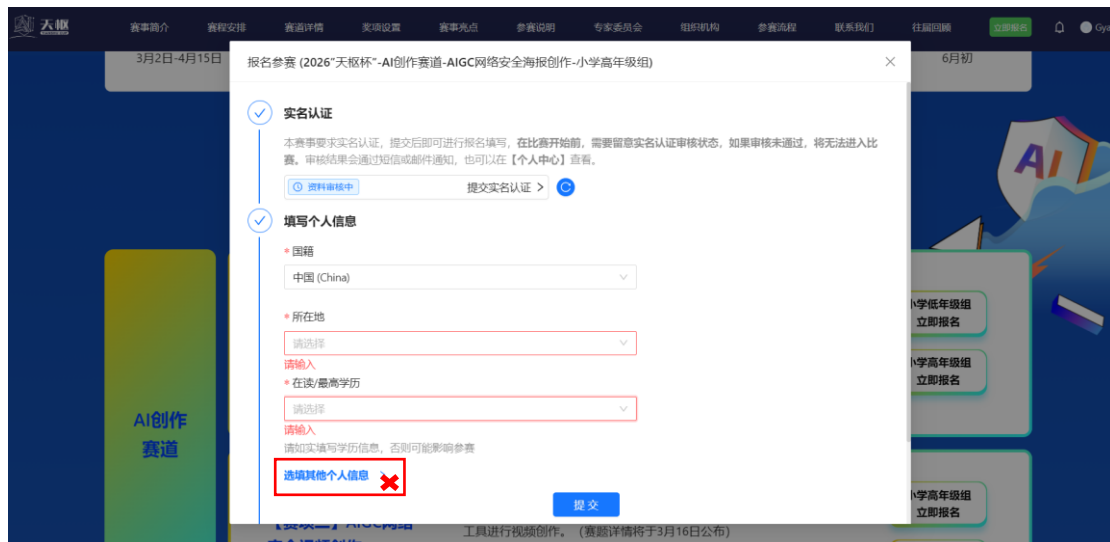 天枢
赛事简介 赛程安排 赛道详情 奖项设置 赛事亮点 参赛说明 专家委员会 组织机构 参赛流程 联系我们 往届回顾 立即报名 Gya
3月2日-4月15日
6月初
报名参赛 (2026"天枢杯"-AI创作赛道-AIGC网络安全海报创作-小学高年级组)
实名认证
本赛事要求实名认证，提交后即可进行报名填写，在比赛开始前，需要留意实名认证审核状态，如果审核未通过，将无法进入比
赛。审核结果会通过短信或邮件通知，也可以在【个人中心】查看。
资料审核中 提交实名认证
填写个人信息
* 国籍
中国 (China)
* 所在地
请选择
请输入
* 在读/最高学历
请选择
请输入
请如实填写学历信息，否则可能影响参赛
选填其他个人信息
提 交
AI
小学低年级组
立即报名
小学高年级组
立即报名
AI创作
赛道
小学高年级组
立即报名
工具进行视频创作。（赛题详情将于3月16日公布）